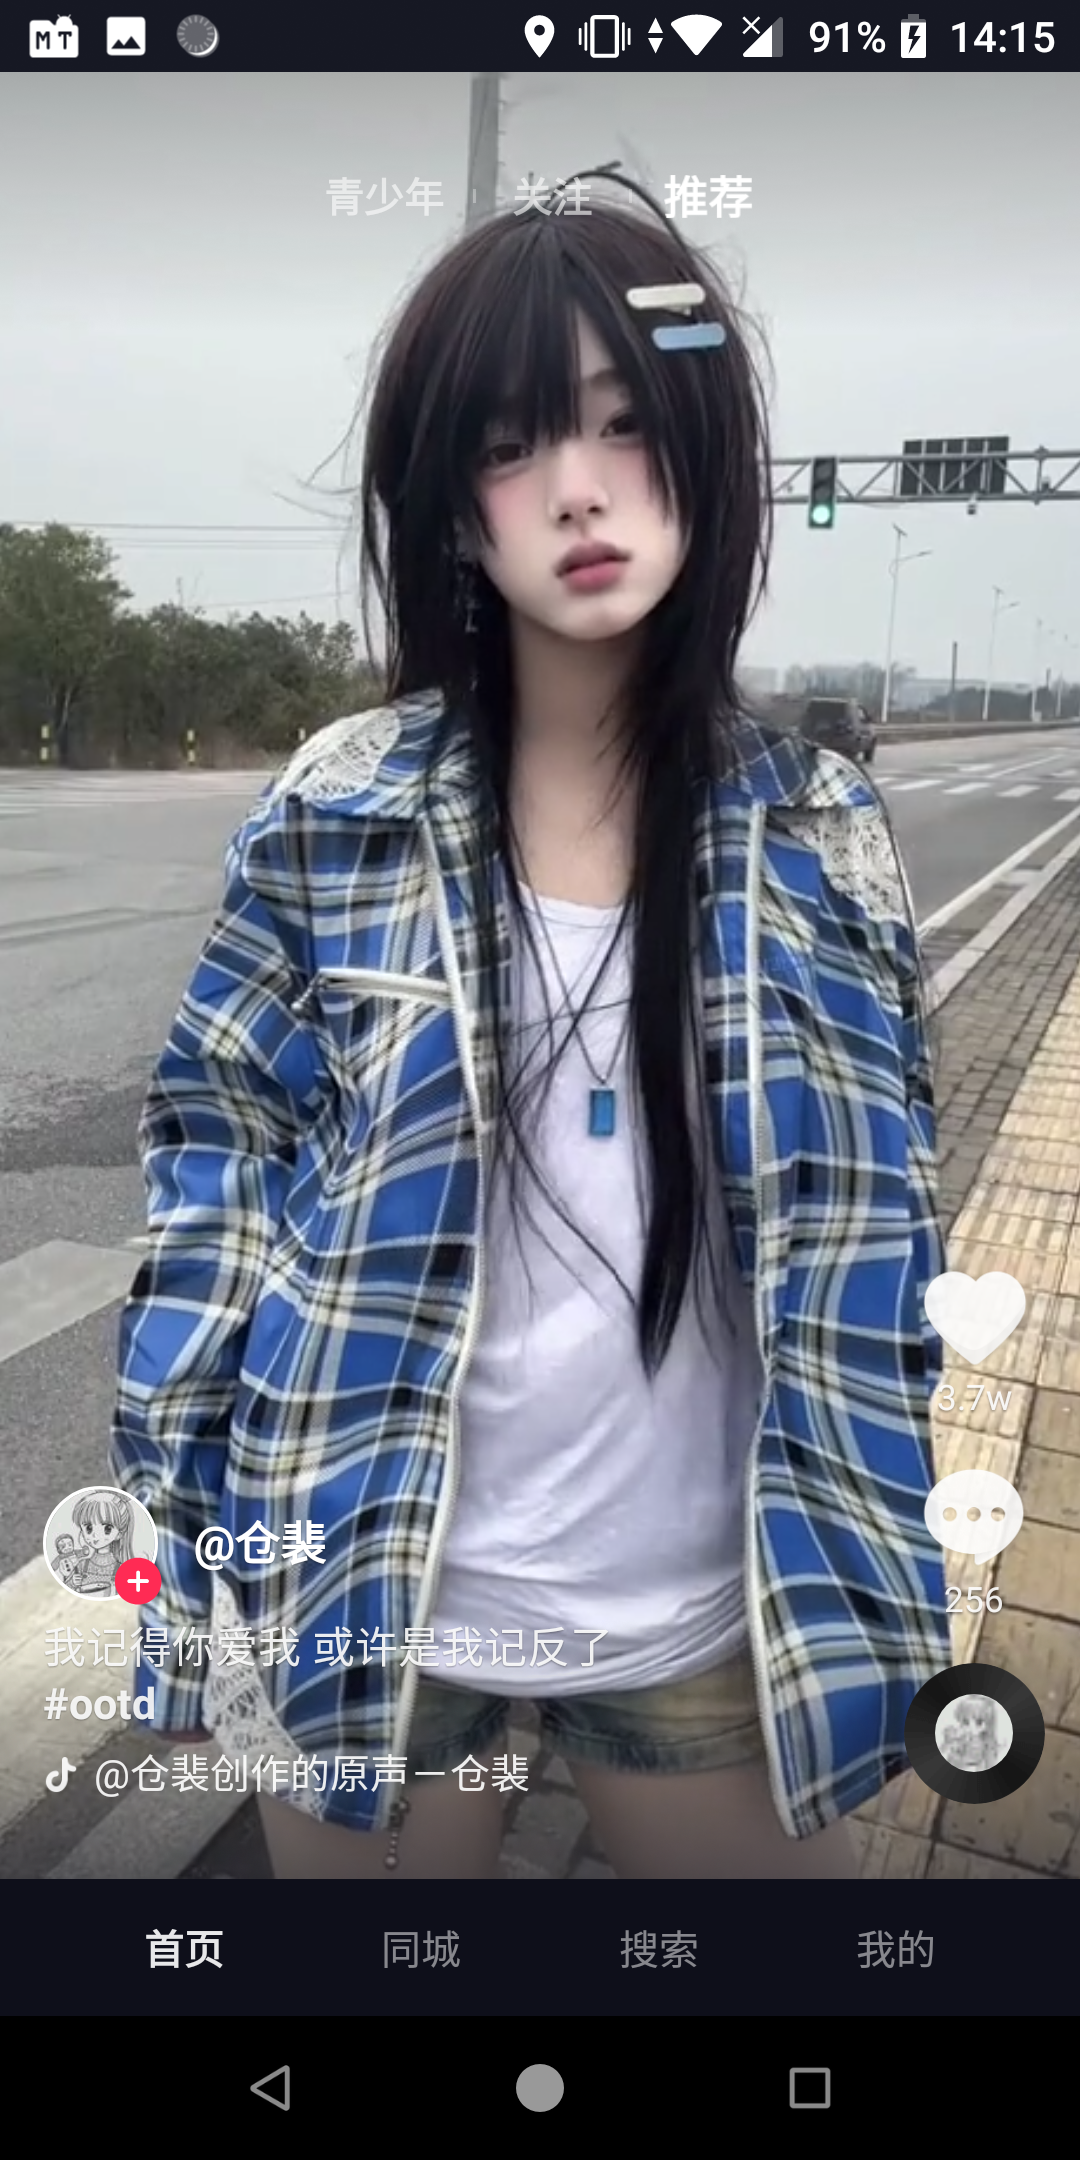 MT
91% 14:15
青少年 关注 推荐
3.7w
256
@仓裴
我记得你爱我 或许是我记反了
#ootd
@仓裴创作的原声－仓裴
首页 同城 搜索 我的